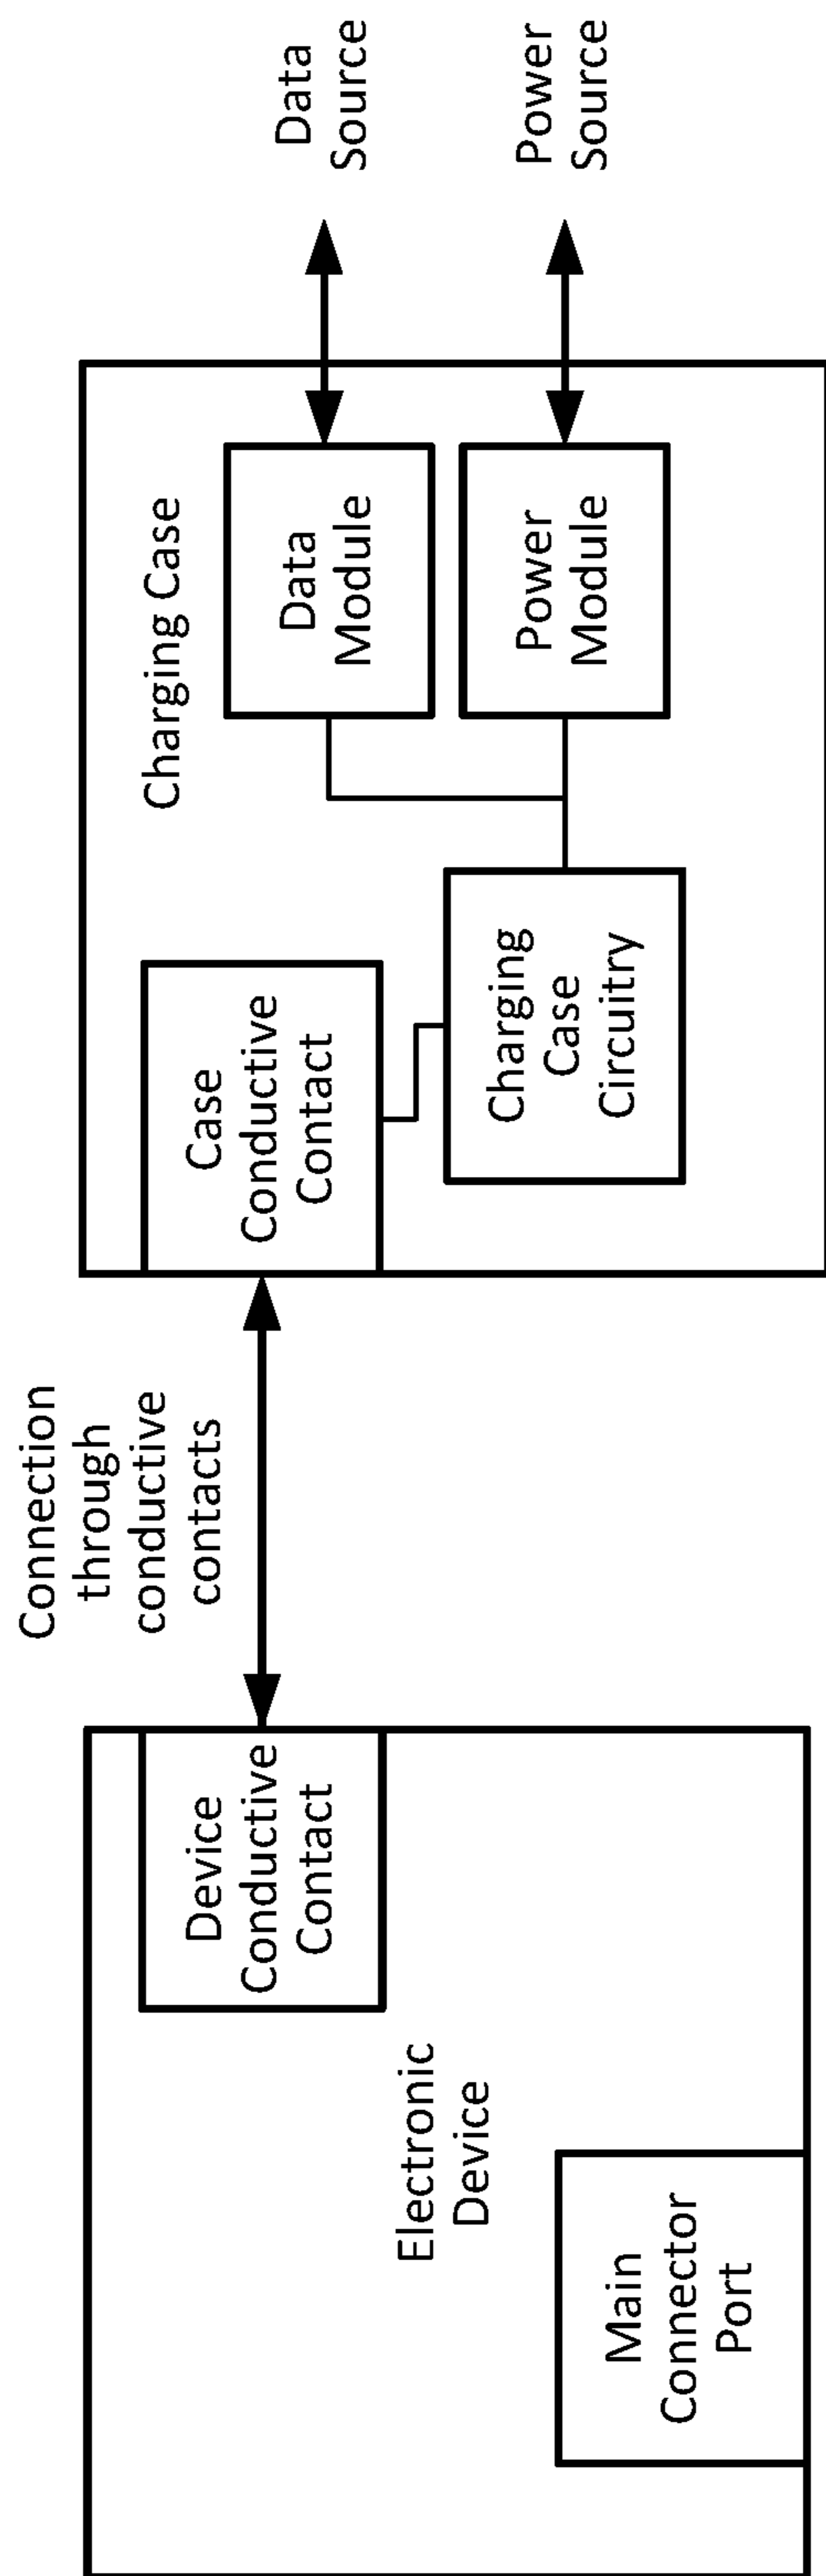 Connection
through
conductive
contacts
Electronic
Device
Device
Conductive
Contact
Main
Connector
Port
Charging Case
Case
Conductive
Contact
Charging
Case
Circuitry
Data
Module
Power
Module
Data
Source
Power
Source